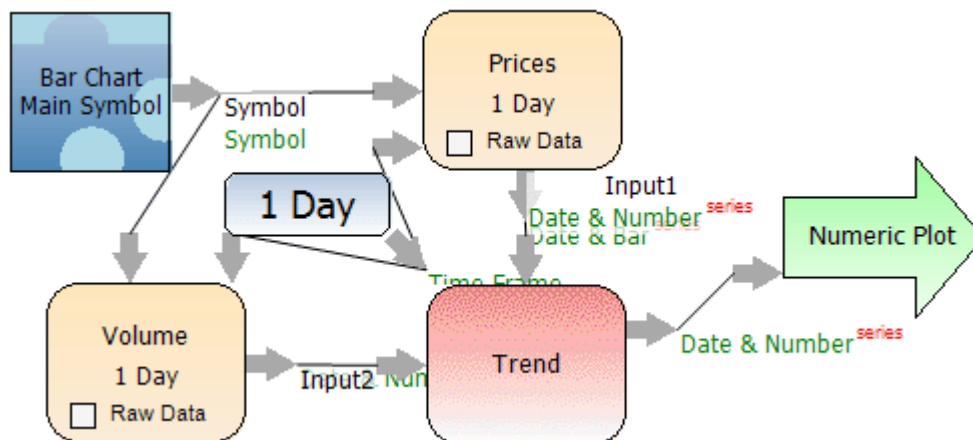 Bar Chart
Main Symbol
Symbol
Symbol
Prices
1 Day
Raw Data
1 Day
Input1
Date & Number series
Date & Bar series
Time Frame
Numeric Plot
Volume
1 Day
Raw Data
Input2
Trend
Date & Number series